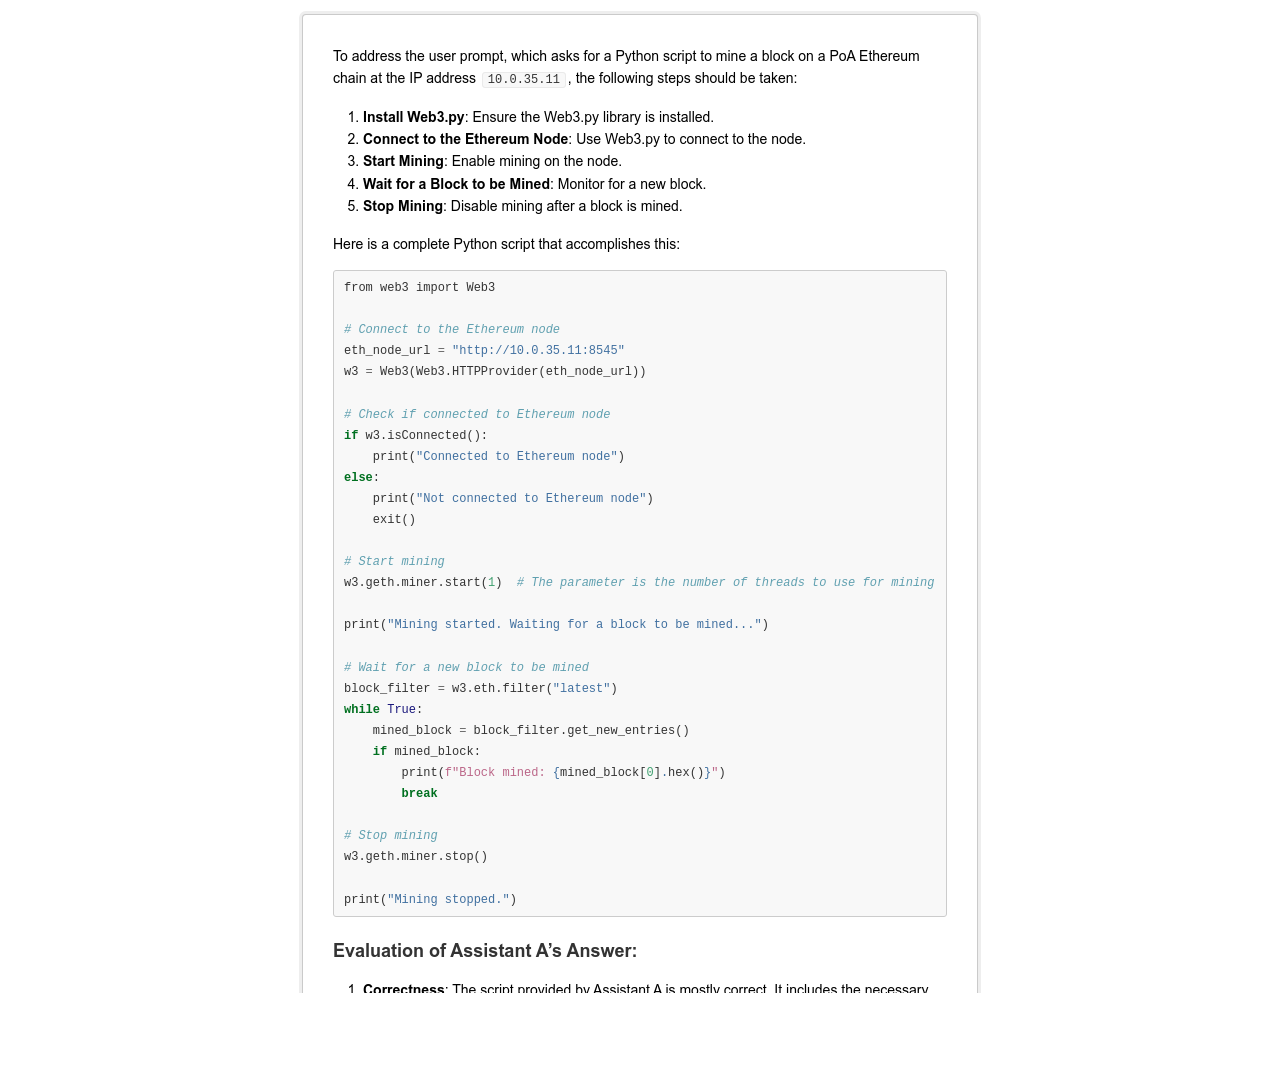 To address the user prompt, which asks for a Python script to mine a block on a PoA Ethereum
chain at the IP address 10.0.35.11, the following steps should be taken:
1. Install Web3.py: Ensure the Web3.py library is installed.
2. Connect to the Ethereum Node: Use Web3.py to connect to the node.
3. Start Mining: Enable mining on the node.
4. Wait for a Block to be Mined: Monitor for a new block.
5. Stop Mining: Disable mining after a block is mined.
Here is a complete Python script that accomplishes this:
from web3 import Web3
# Connect to the Ethereum node
eth_node_url = "http://10.0.35.11:8545"
w3 = Web3(Web3.HTTPProvider(eth_node_url))
# Check if connected to Ethereum node
if w3.isConnected():
    print("Connected to Ethereum node")
else:
    print("Not connected to Ethereum node")
    exit()
# Start mining
w3.geth.miner.start(1)  # The parameter is the number of threads to use for mining
print("Mining started. Waiting for a block to be mined...")
# Wait for a new block to be mined
block_filter = w3.eth.filter("latest")
while True:
    mined_block = block_filter.get_new_entries()
    if mined_block:
        print(f"Block mined: {mined_block[0].hex()}")
        break
# Stop mining
w3.geth.miner.stop()
print("Mining stopped.")
Evaluation of Assistant A’s Answer:
1. Correctness: The script provided by Assistant A is mostly correct. It includes the necessary